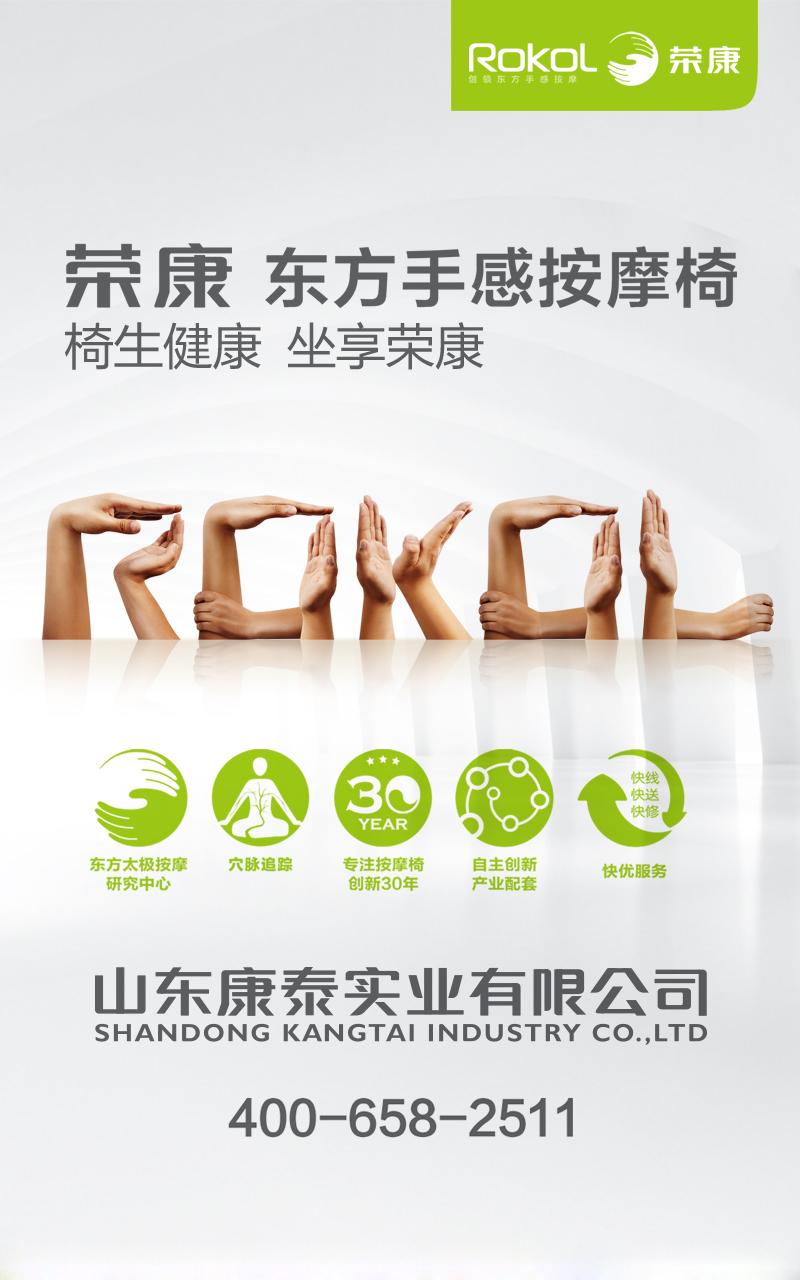 ROKOL 荣康
倡领东方手感按摩
荣康 东方手感按摩椅
椅生健康 坐享荣康
ROKOL
30
YEAR
快线
快送
快修
东方太极按摩
研究中心
穴脉追踪
专注按摩椅
创新30年
自主创新
产业配套
快优服务
山东康泰实业有限公司
SHANDONG KANGTAI INDUSTRY CO.,LTD
400-658-2511